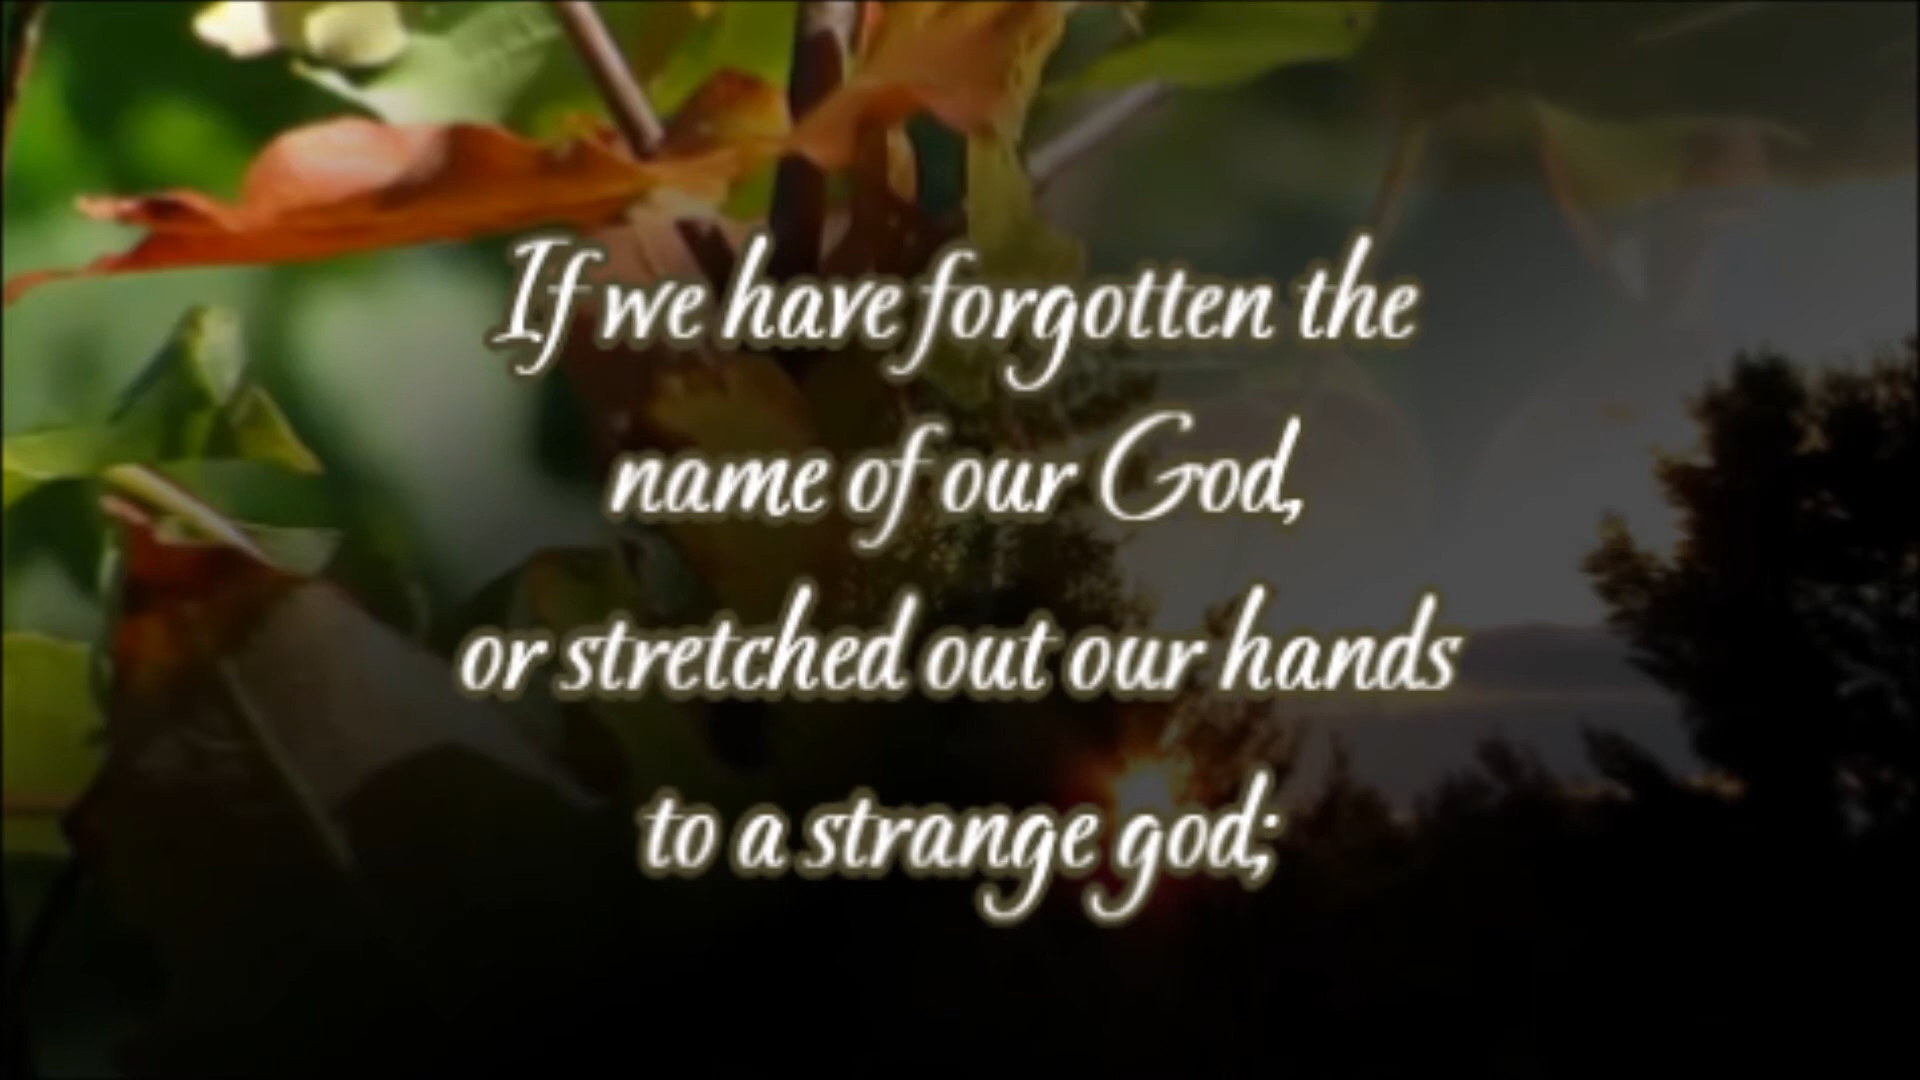 If we have forgotten the
name of our God,
or stretched out our hands
to a strange god;